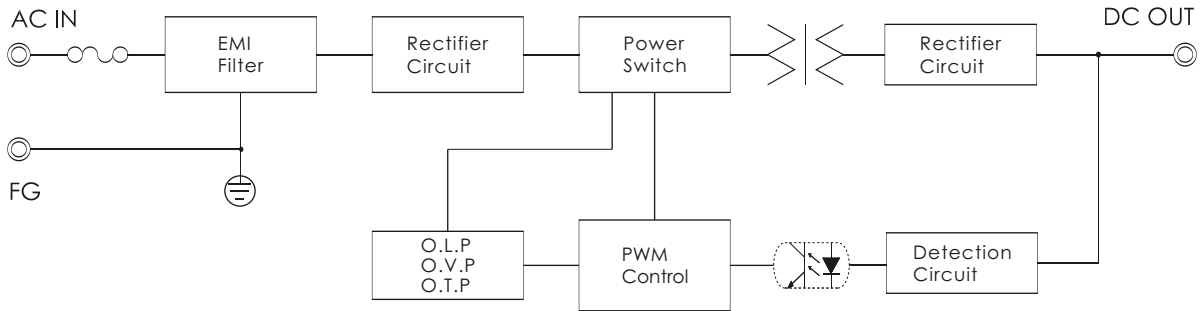 AC IN
EMI
Filter
Rectifier
Circuit
Power
Switch
Rectifier
Circuit
DC OUT
FG
O.L.P
O.V.P
O.T.P
PWM
Control
Detection
Circuit